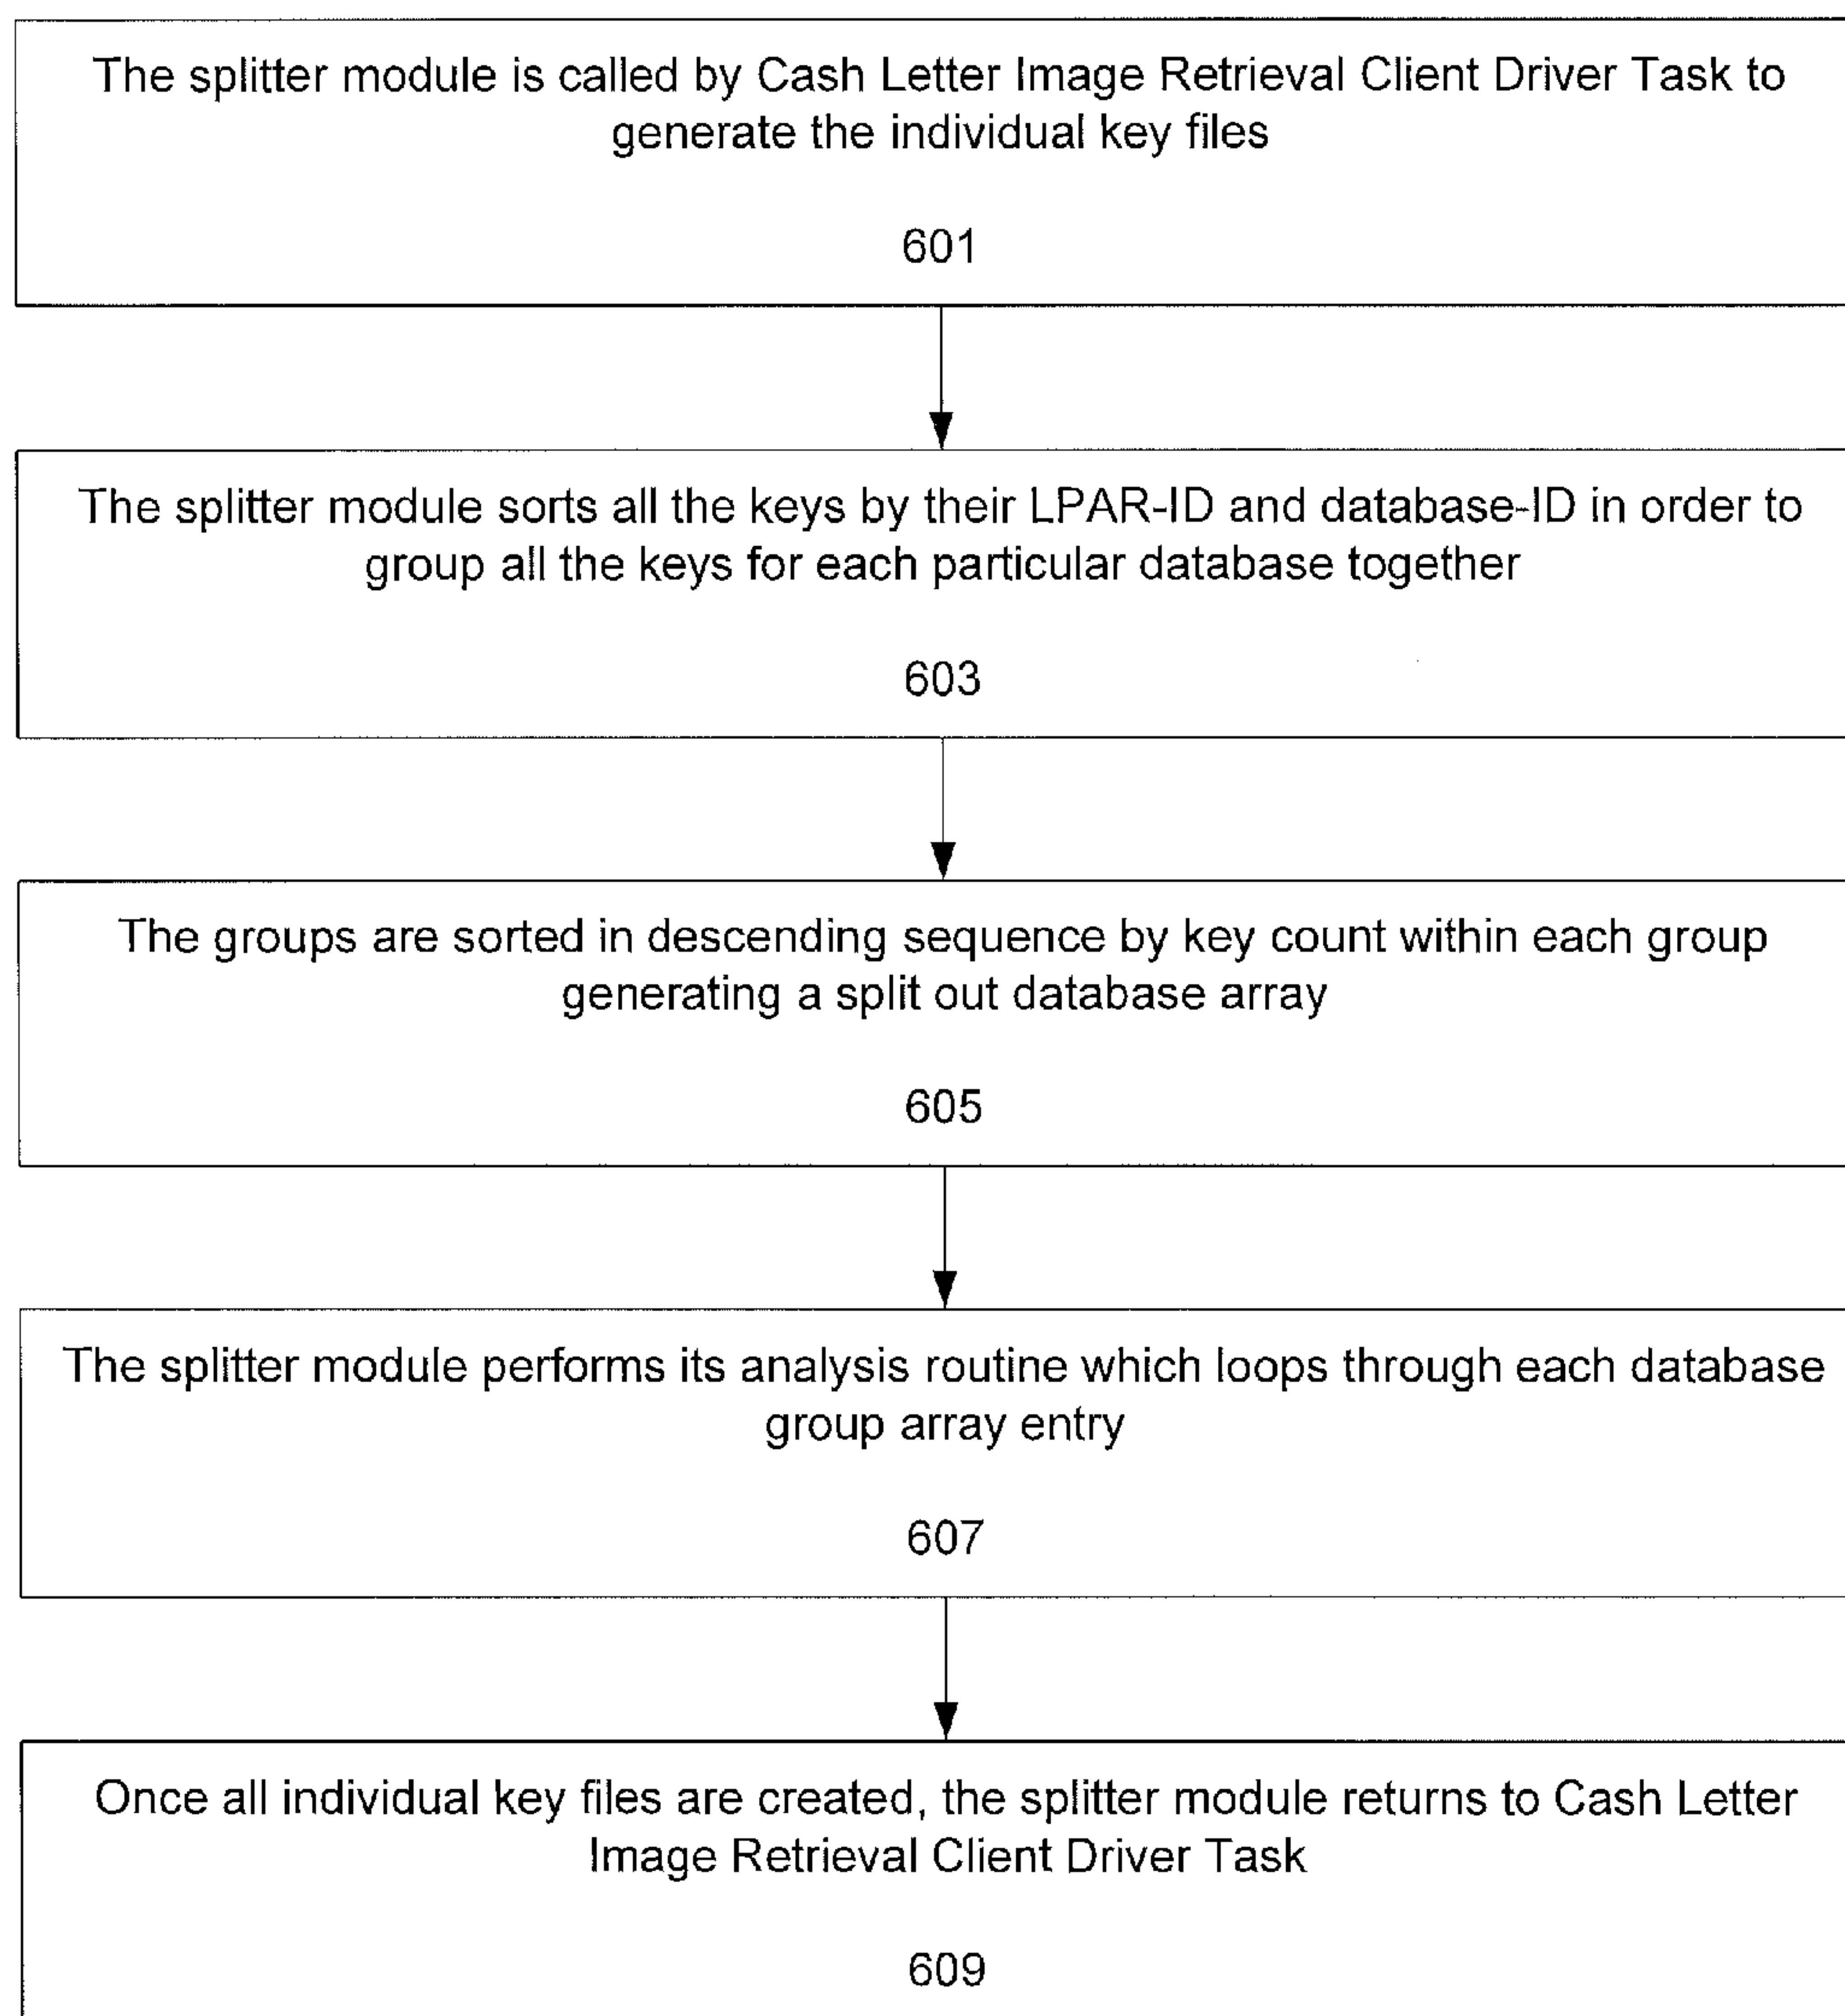 The splitter module is called by Cash Letter Image Retrieval Client Driver Task to
generate the individual key files
601
The splitter module sorts all the keys by their LPAR-ID and database-ID in order to
group all the keys for each particular database together
603
The groups are sorted in descending sequence by key count within each group
generating a split out database array
605
The splitter module performs its analysis routine which loops through each database
group array entry
607
Once all individual key files are created, the splitter module returns to Cash Letter
Image Retrieval Client Driver Task
609